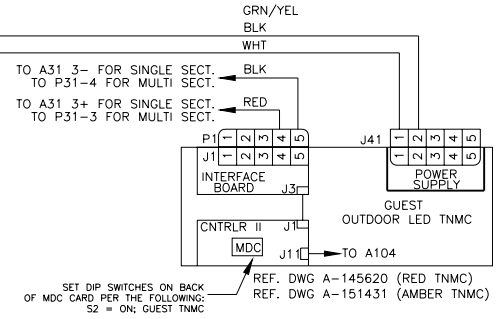 GRN/YEL
BLK
WHT
TO A31 3- FOR SINGLE SECT.
TO P31-4 FOR MULTI SECT.
BLK
TO A31 3+ FOR SINGLE SECT.
TO P31-3 FOR MULTI SECT.
RED
P1 1 2 3 4 5
J41 1 2 3 4 5
J1 1 2 3 4 5
1 2 3 4 5
INTERFACE
BOARD
J3
POWER
SUPPLY
GUEST
OUTDOOR LED TNMC
CNTRLR II
J1
MDC
J11
TO A104
REF. DWG A-145620 (RED TNMC)
REF. DWG A-151431 (AMBER TNMC)
SET DIP SWITCHES ON BACK
OF MDC CARD PER THE FOLLOWING:
S2 = ON; GUEST TNMC